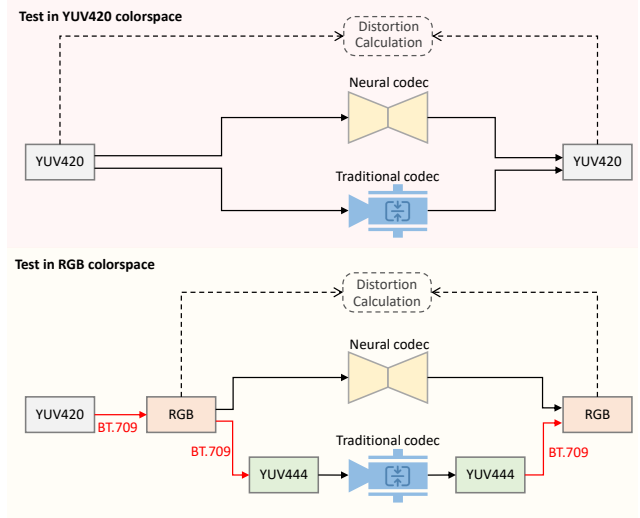 Test in YUV420 colorspace
Distortion
Calculation
Neural codec
YUV420
YUV420
Traditional codec
Test in RGB colorspace
Distortion
Calculation
Neural codec
YUV420
RGB
RGB
BT.709
Traditional codec
BT.709
BT.709
YUV444
YUV444